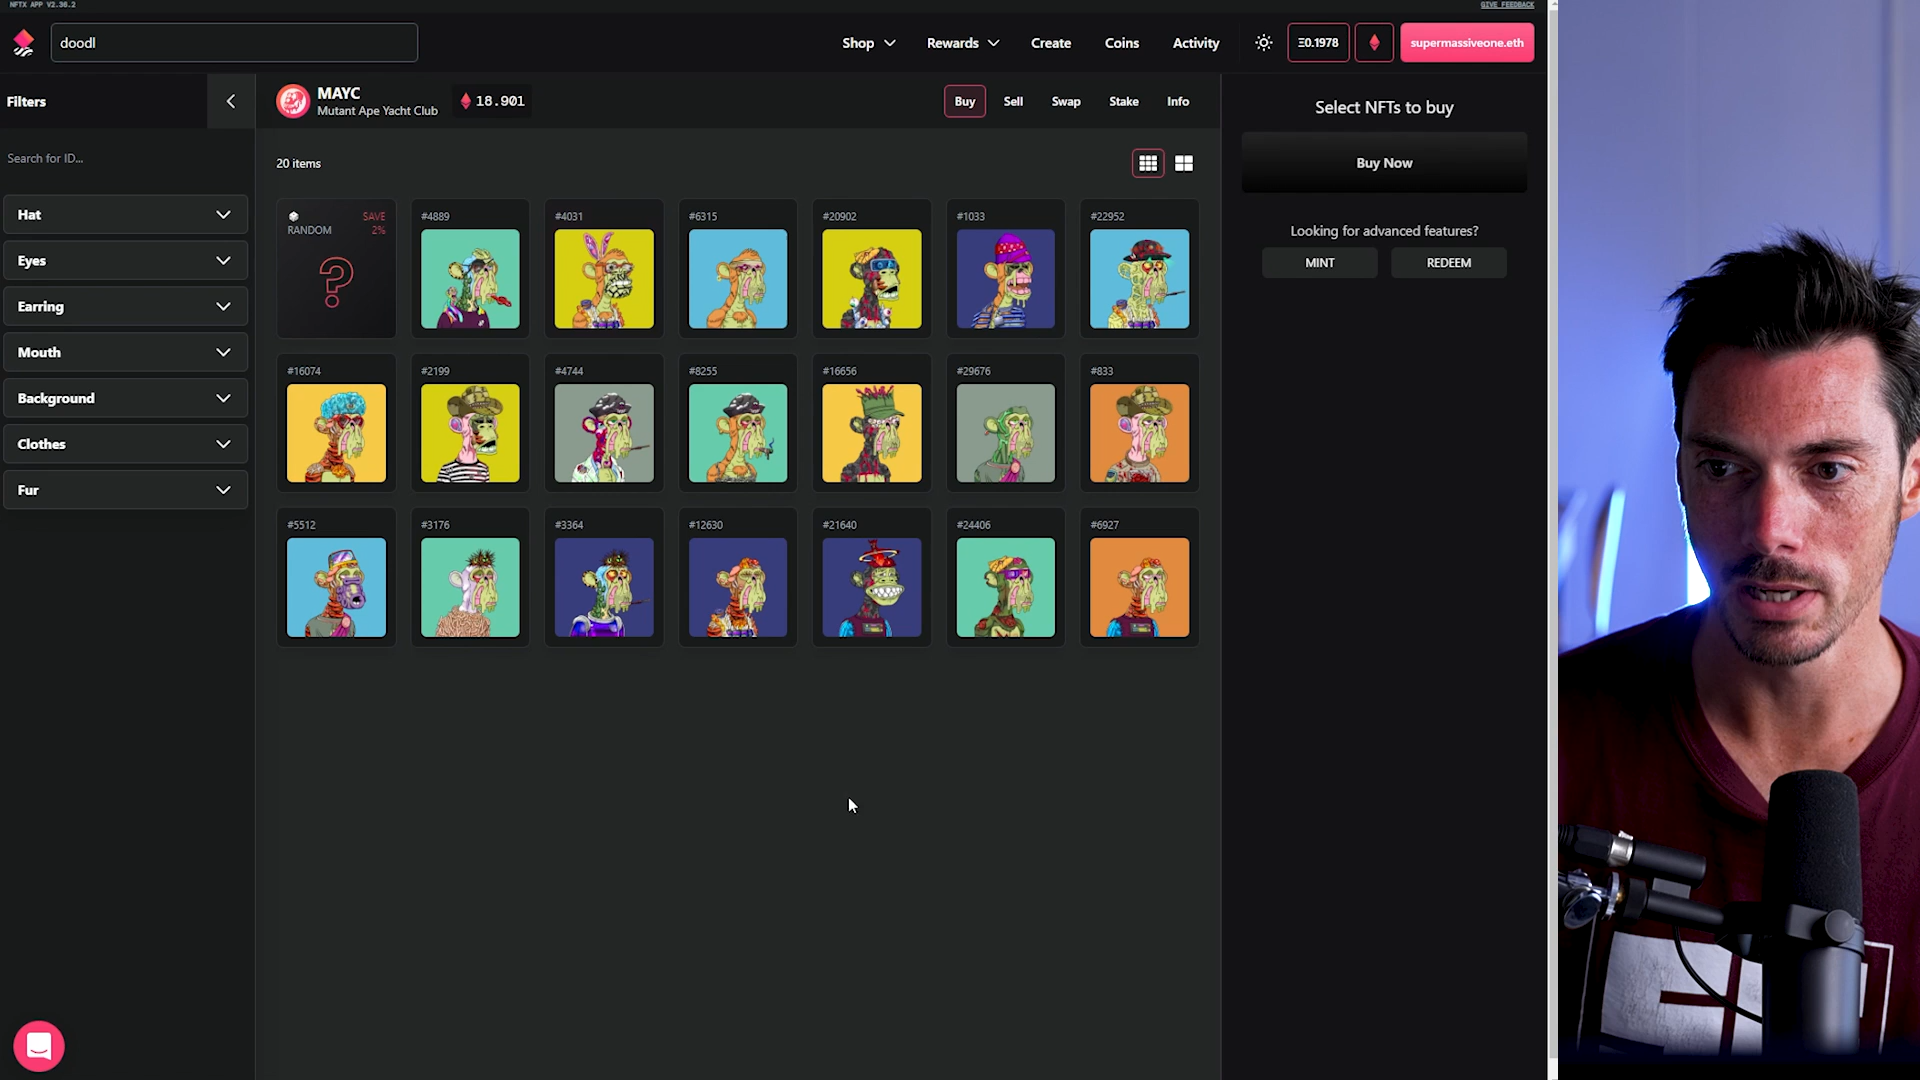 NFTX APP V2.36.2
GIVE FEEDBACK
doodl
Shop
Rewards
Create
Coins
Activity
Ξ0.1978
supermassiveone.eth
Filters
MAYC
Mutant Ape Yacht Club
18.901
Buy
Sell
Swap
Stake
Info
Select NFTs to buy
Search for ID...
20 items
Buy Now
Hat
Eyes
Earring
Mouth
Background
Clothes
Fur
RANDOM
SAVE
2%
?
#4889
#4031
#6315
#20902
#1033
#22952
Looking for advanced features?
MINT
REDEEM
#16074
#2199
#4744
#8255
#16656
#29676
#833
#5512
#3176
#3364
#12630
#21640
#24406
#6927